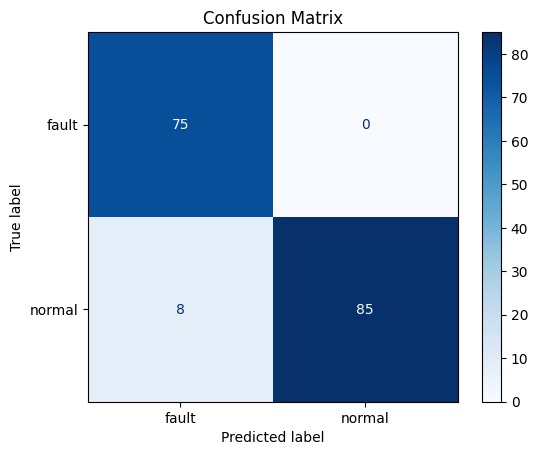 Confusion Matrix
True label
fault
normal
75
0
8
85
fault
normal
Predicted label
80
70
60
50
40
30
20
10
0